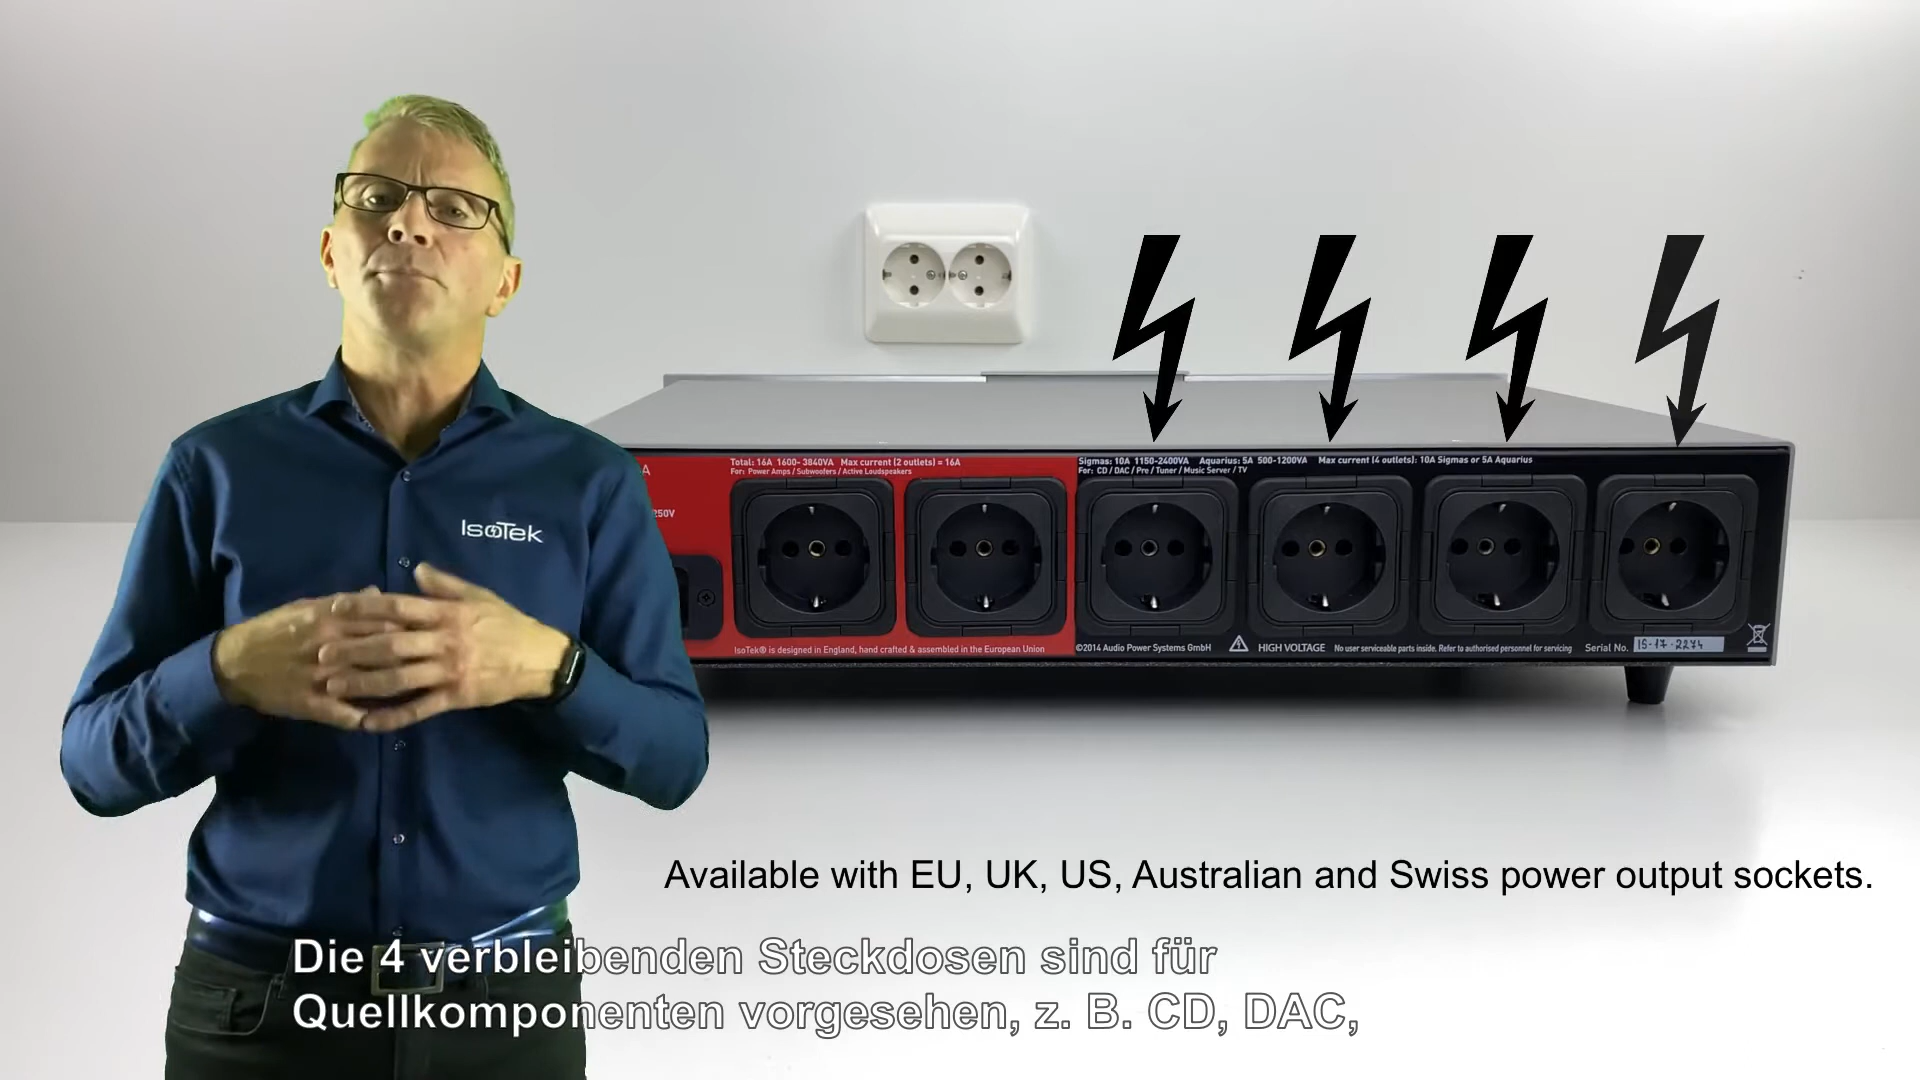 IsoTek
A
250V
Total: 16A 1600- 3840VA Max current (2 outlets) = 16A
For: Power Amps / Subwoofers / Active Loudspeakers
Sigmas: 10A 1150-2400VA Aquarius: 5A 500-1200VA Max current (4 outlets): 10A Sigmas or 5A Aquarius
For: CD / DAC / Pre / Tuner / Music Server / TV
IsoTek® is designed in England, hand crafted & assembled in the European Union
©2014 Audio Power Systems GmbH
HIGH VOLTAGE
No user serviceable parts inside. Refer to authorised personnel for servicing
Serial No. IS-17-2274
Available with EU, UK, US, Australian and Swiss power output sockets.
Die 4 verbleibenden Steckdosen sind für
Quellkomponenten vorgesehen, z. B. CD, DAC,